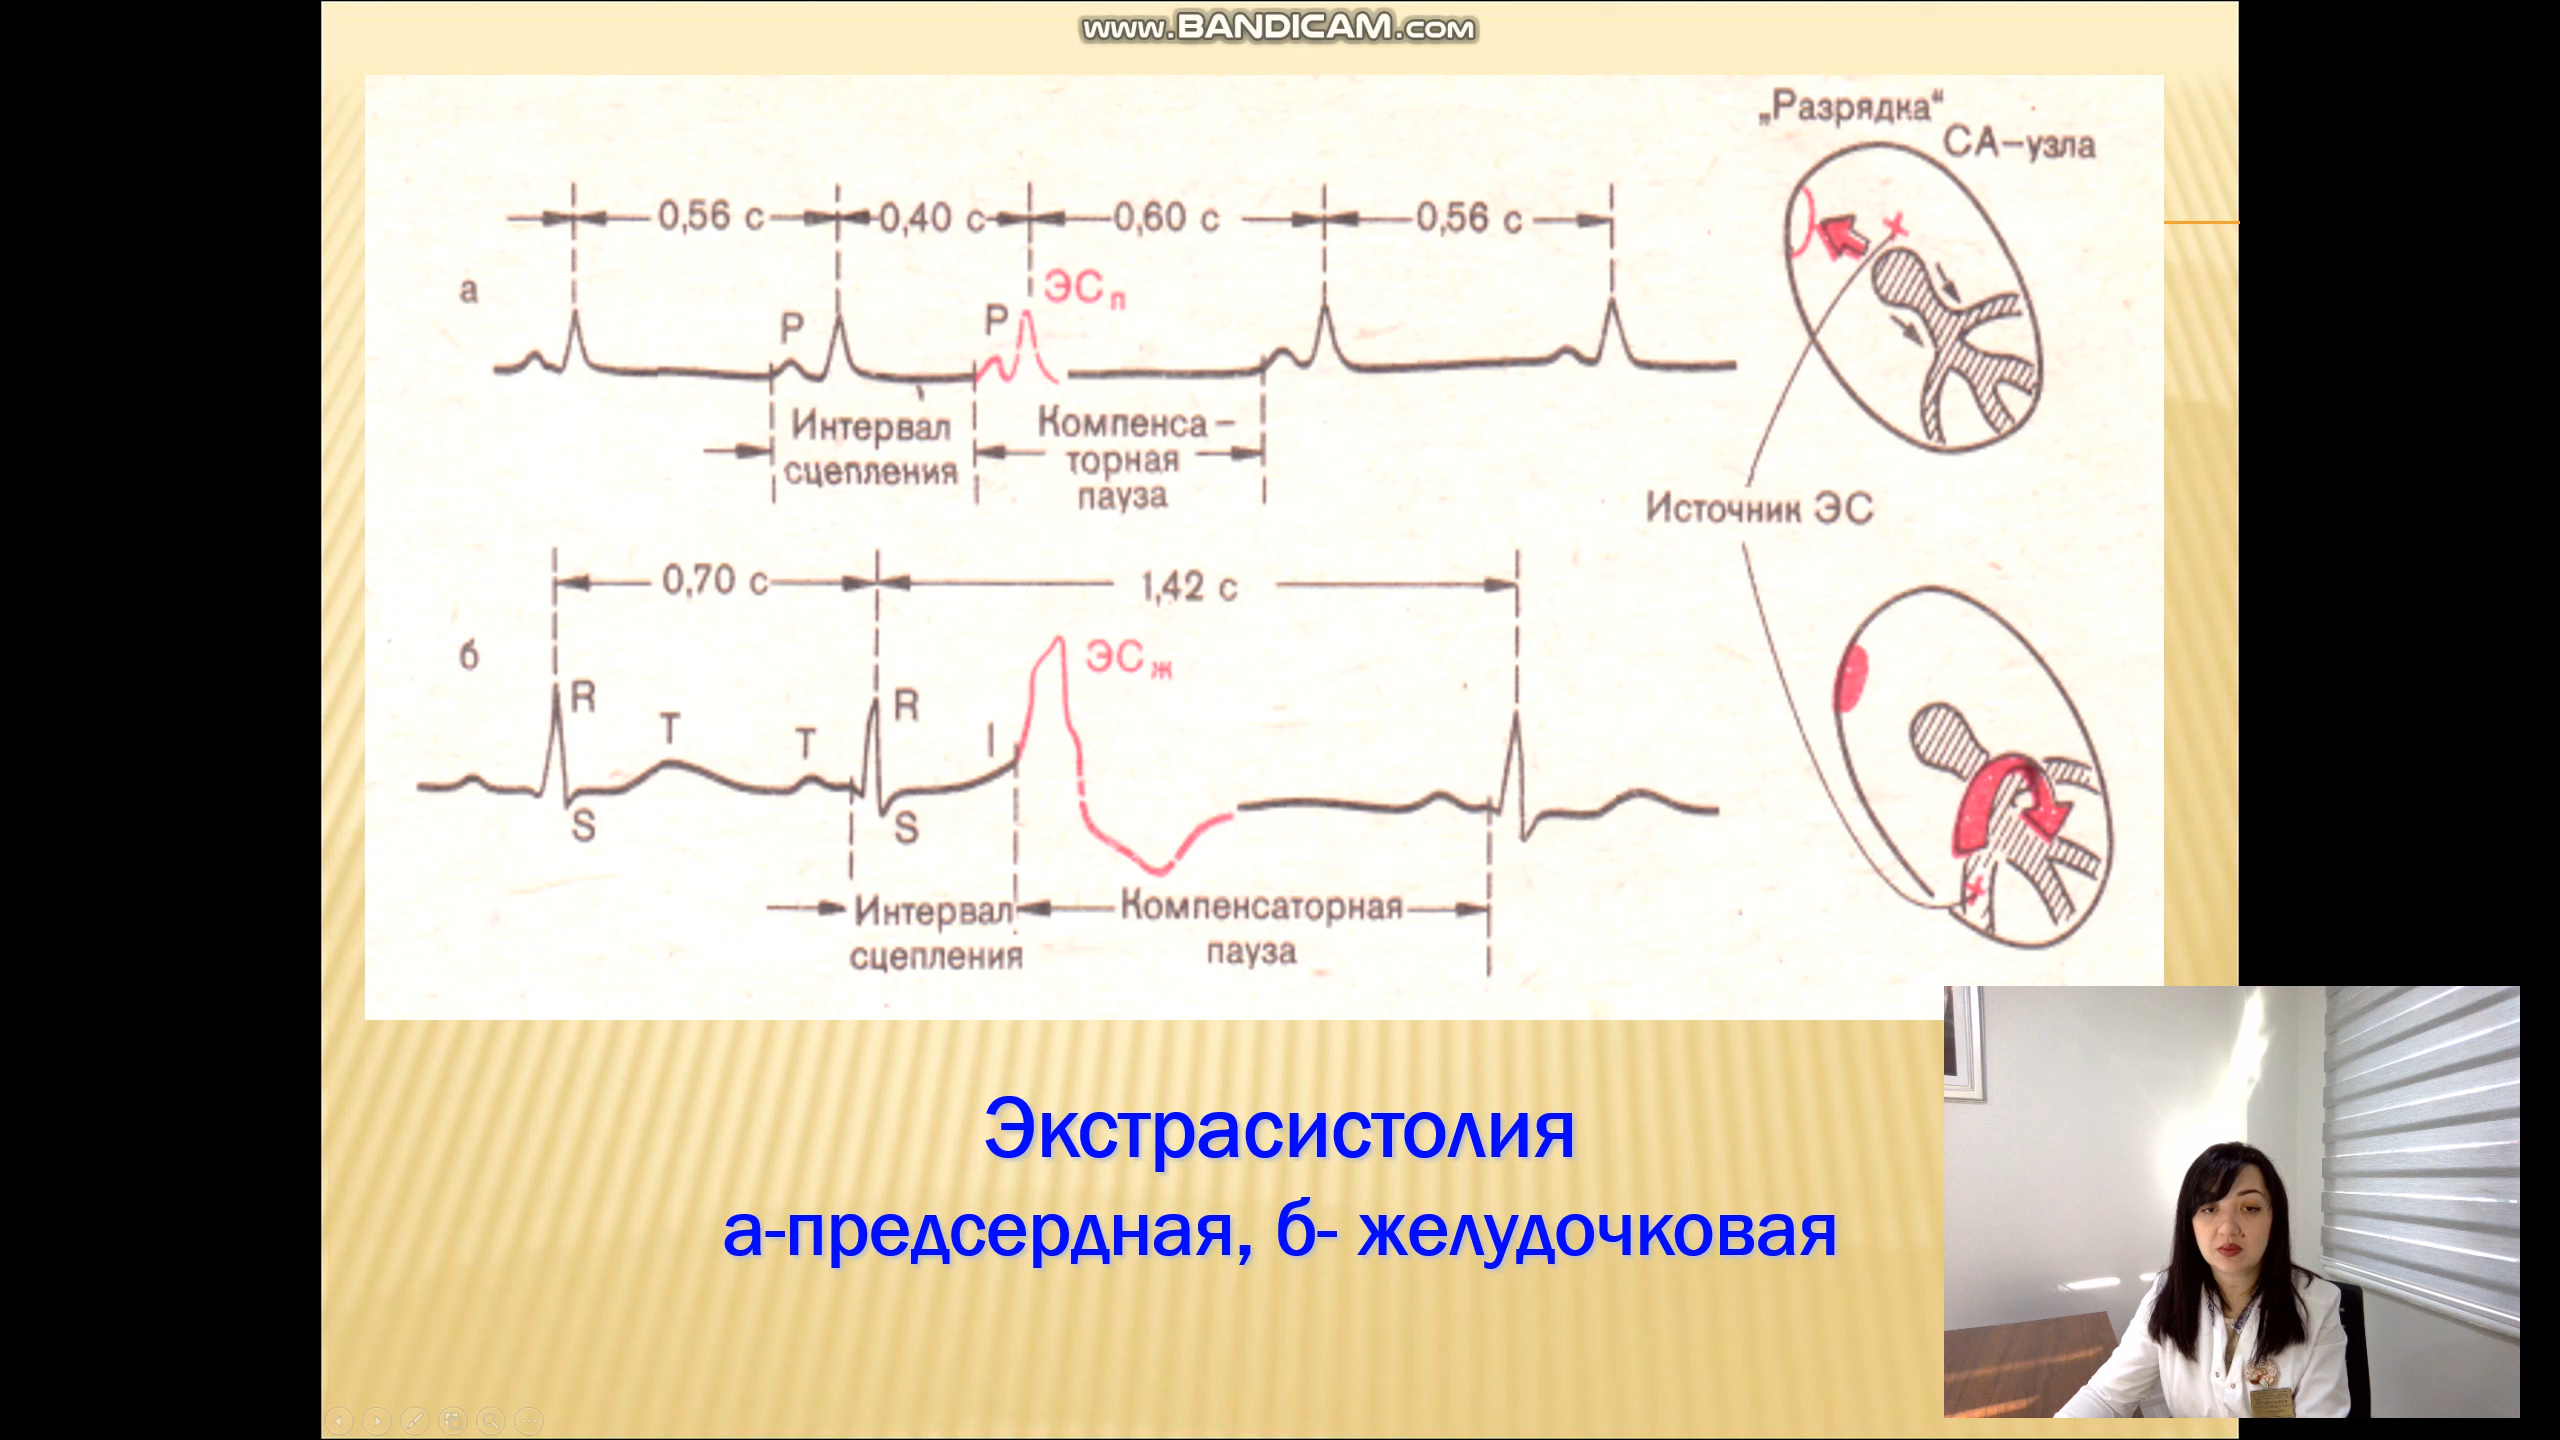 www.BANDICAM.com
„Разрядка“
СА-узла
0,56 с
0,40 с
0,60 с
0,56 с
а
P
P
ЭСп
Интервал
сцепления
Компенса-
торная
пауза
Источник ЭС
0,70 с
1,42 с
б
R
T
T
R
I
ЭСж
S
S
Интервал
сцепления
Компенсаторная
пауза
Экстрасистолия
а-предсердная, б- желудочковая